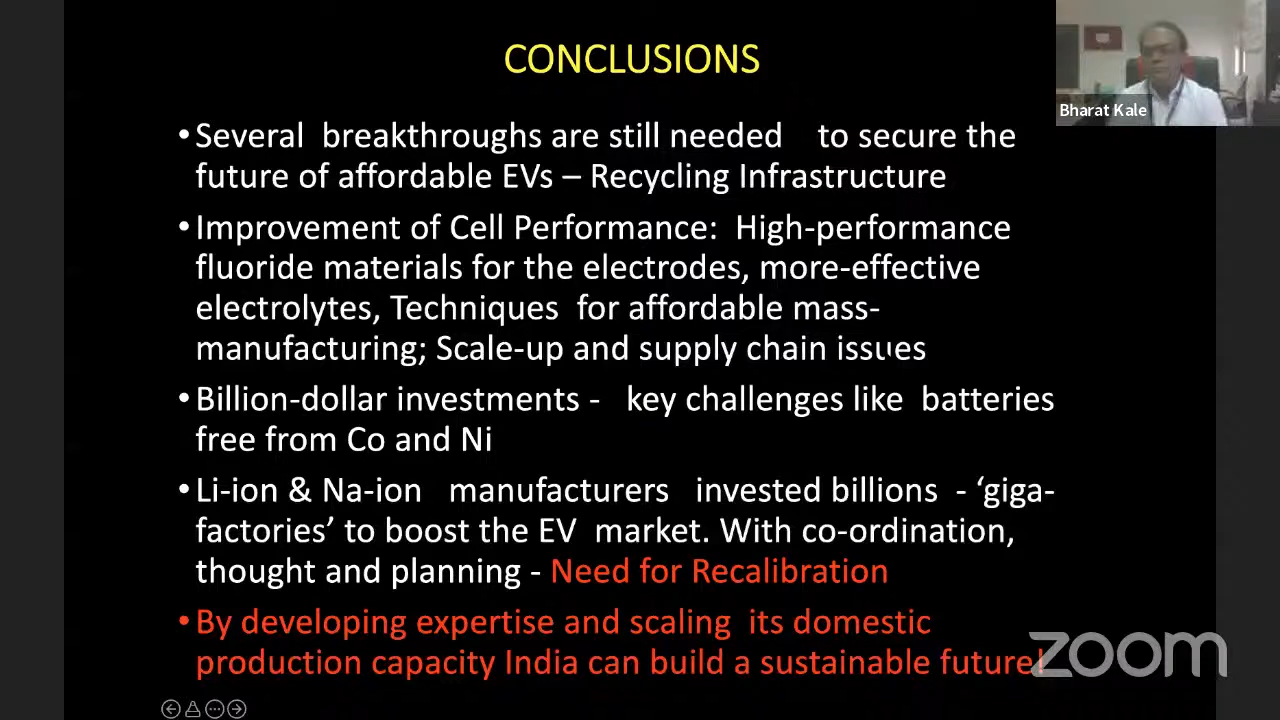 CONCLUSIONS
Bharat Kale
•Several breakthroughs are still needed to secure the
future of affordable EVs – Recycling Infrastructure
•Improvement of Cell Performance: High-performance
fluoride materials for the electrodes, more-effective
electrolytes, Techniques for affordable mass-
manufacturing; Scale-up and supply chain issues
•Billion-dollar investments - key challenges like batteries
free from Co and Ni
•Li-ion & Na-ion manufacturers invested billions - ‘giga-
factories’ to boost the EV market. With co-ordination,
thought and planning - Need for Recalibration
•By developing expertise and scaling its domestic
production capacity India can build a sustainable future!
zoom